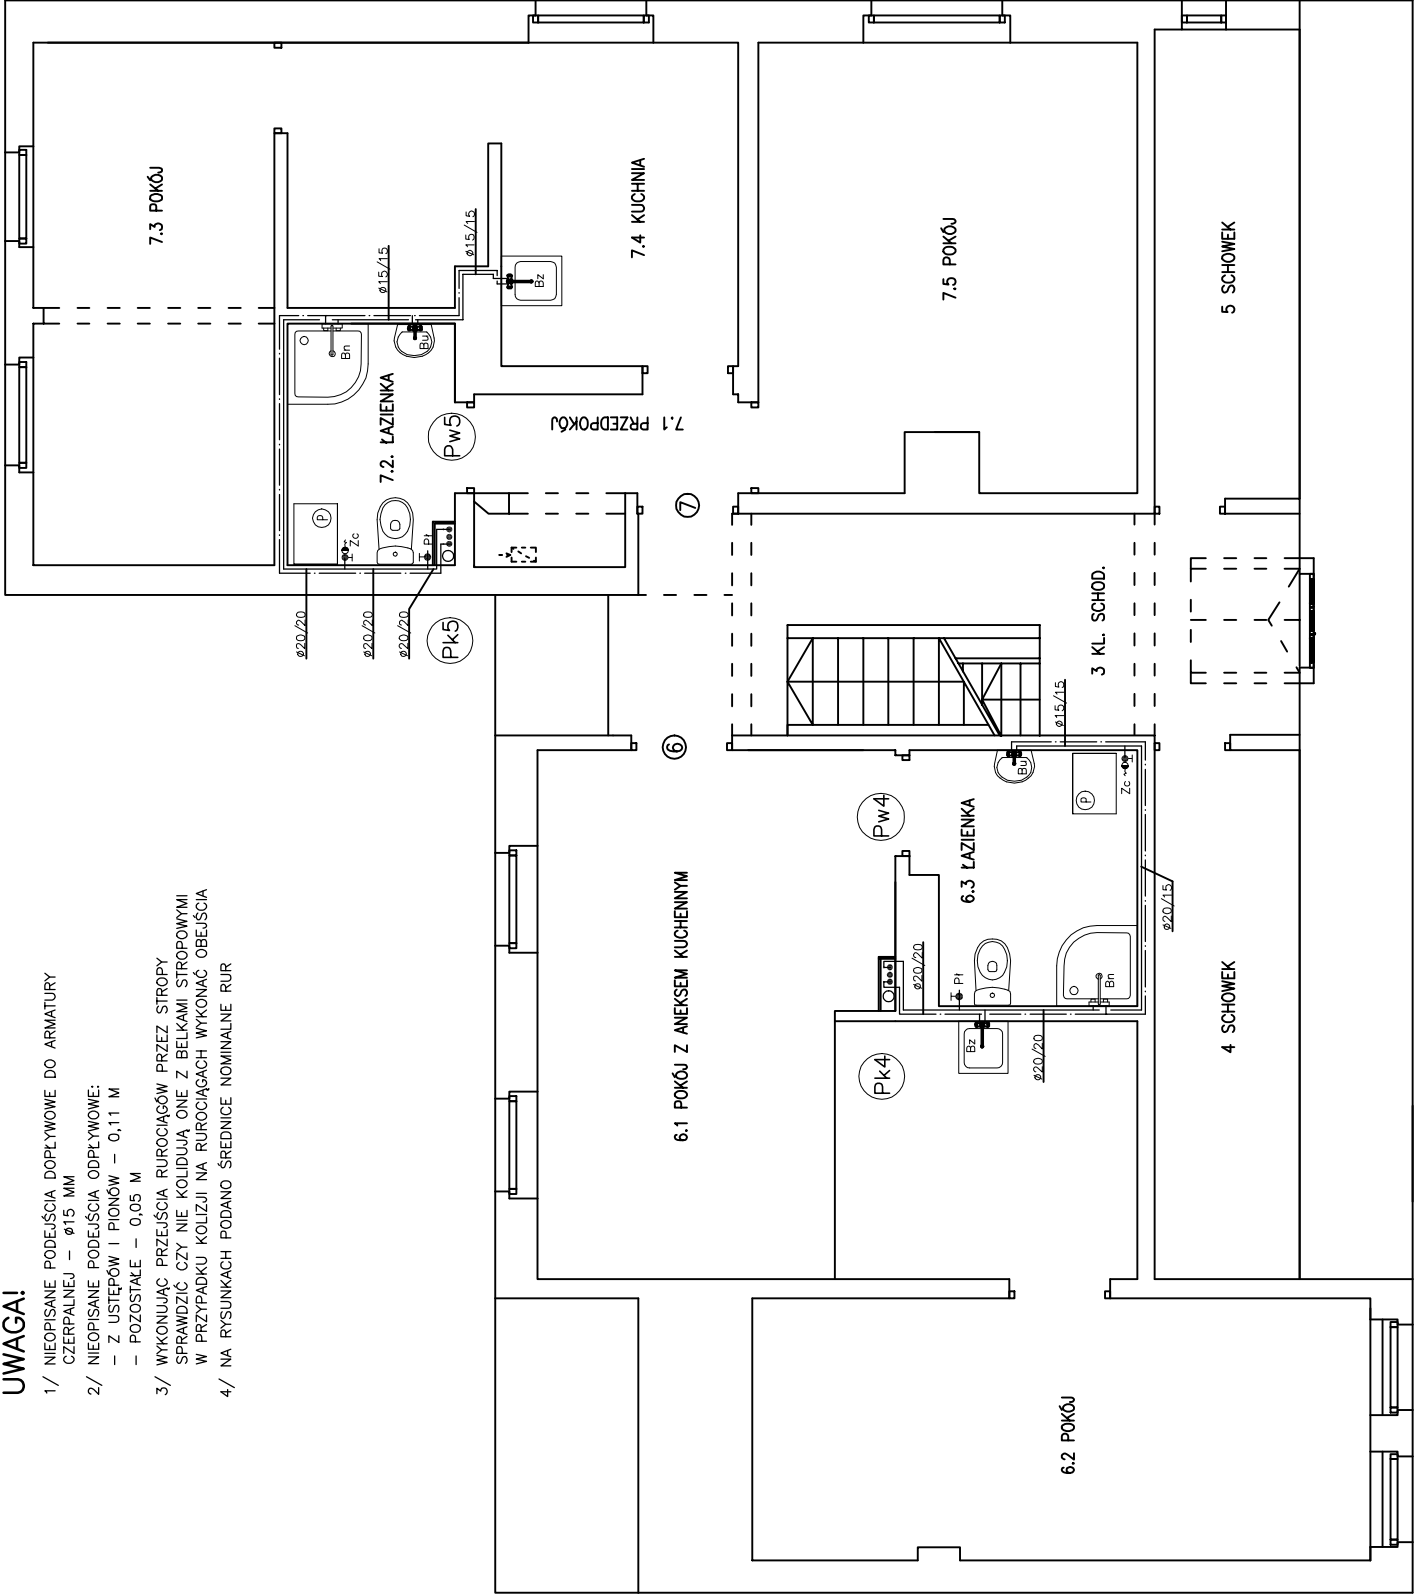 UWAGA!
1/ NIEOPISANE PODEJŚCIA DOPŁYWOWE DO ARMATURY
CZERPALNEJ – ø15 MM
2/ NIEOPISANE PODEJŚCIA ODPŁYWOWE:
– Z USTĘPÓW I PIONÓW – 0,11 M
– POZOSTAŁE – 0,05 M
3/ WYKONUJĄC PRZEJŚCIA RUROCIĄGÓW PRZEZ STROPY
SPRAWDZIĆ CZY NIE KOLIDUJĄ ONE Z BELKAMI STROPOWYMI
W PRZYPADKU KOLIZJI NA RUROCIĄGACH WYKONAĆ OBEJŚCIA
4/ NA RYSUNKACH PODANO ŚREDNICE NOMINALNE RUR
7.3 POKÓJ
ø15/15
ø15/15
7.4 KUCHNIA
Bz
Bn
Bu
7.2. ŁAZIENKA
Pw5
7.1 PRZEDPOKÓJ
7.5 POKÓJ
5 SCHOWEK
P
Zc
Pł
7
ø20/20
ø20/20
ø20/20
Pk5
3 KL. SCHOD.
ø15/15
6
Bu
P
Zc
Pw4
6.3 ŁAZIENKA
6.1 POKÓJ Z ANEKSEM KUCHENNYM
ø20/15
ø20/20
Pł
Bn
Bz
Pk4
ø20/20
4 SCHOWEK
6.2 POKÓJ